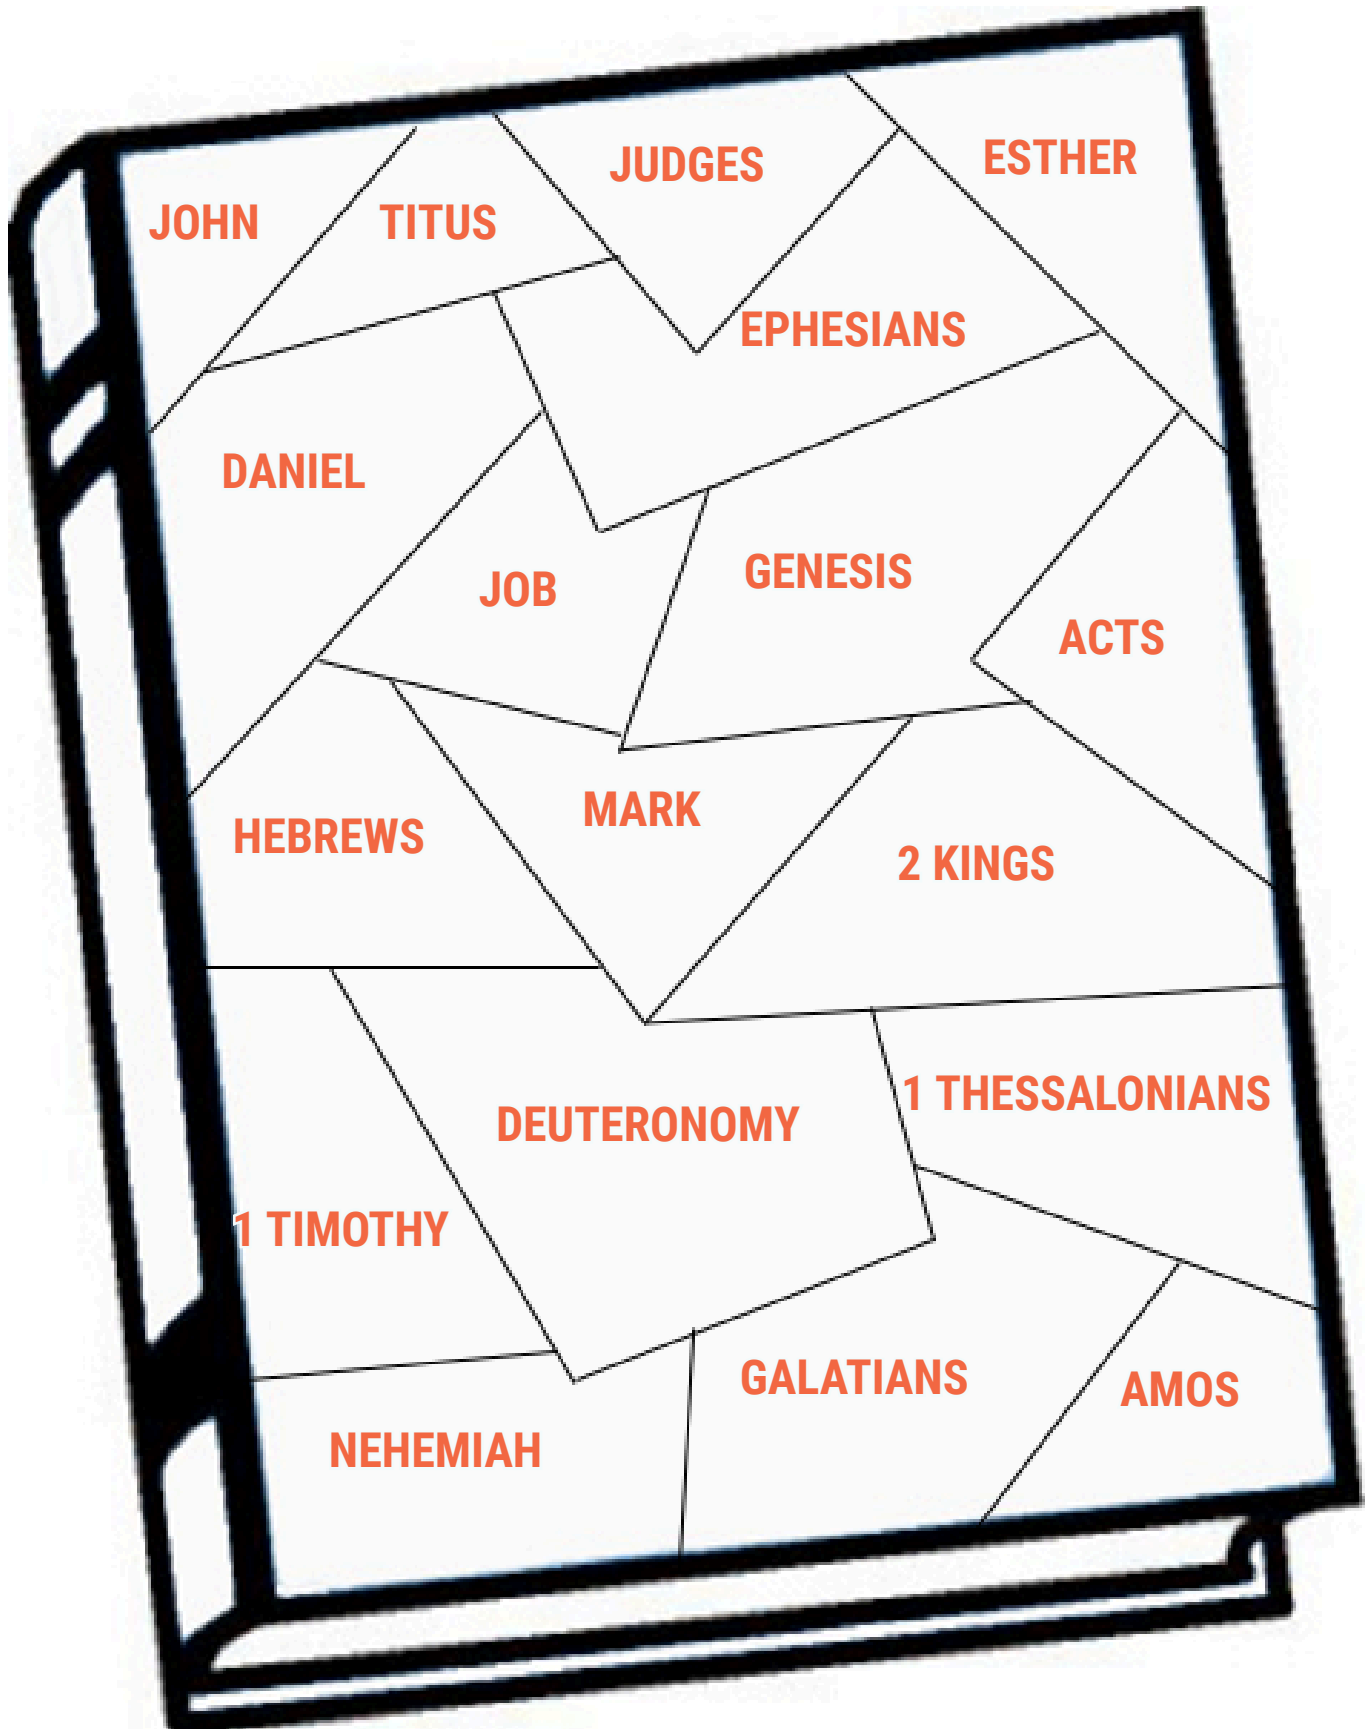 JUDGES
ESTHER
JOHN
TITUS
EPHESIANS
DANIEL
JOB
GENESIS
ACTS
HEBREWS
MARK
2 KINGS
DEUTERONOMY
1 THESSALONIANS
1 TIMOTHY
NEHEMIAH
GALATIANS
AMOS